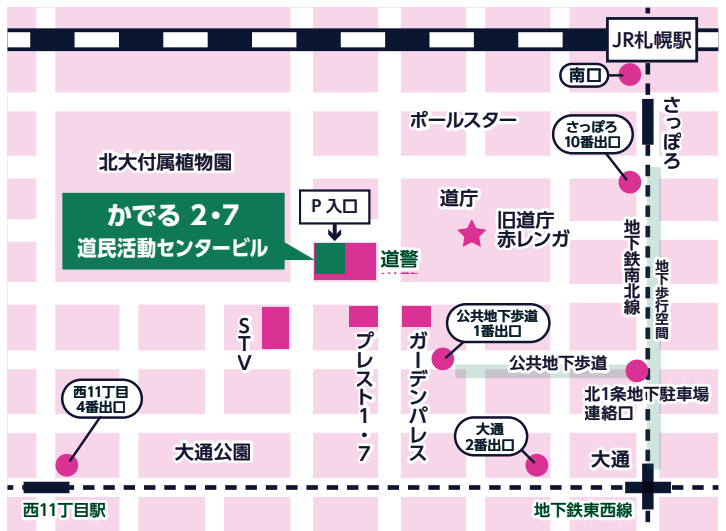 JR札幌駅
南口
さっぽろ
ポールスター
さっぽろ
10番出口
北大付属植物園
P 入口
道庁
かでる 2・7
道民活動センタービル
旧道庁
赤レンガ
道警
地下鉄南北線
地下歩行空間
STV
プレスト1・7
ガーデンパレス
公共地下歩道
1番出口
公共地下歩道
北1条地下駐車場
連絡口
西11丁目
4番出口
大通公園
大通
2番出口
大通
西11丁目駅
地下鉄東西線